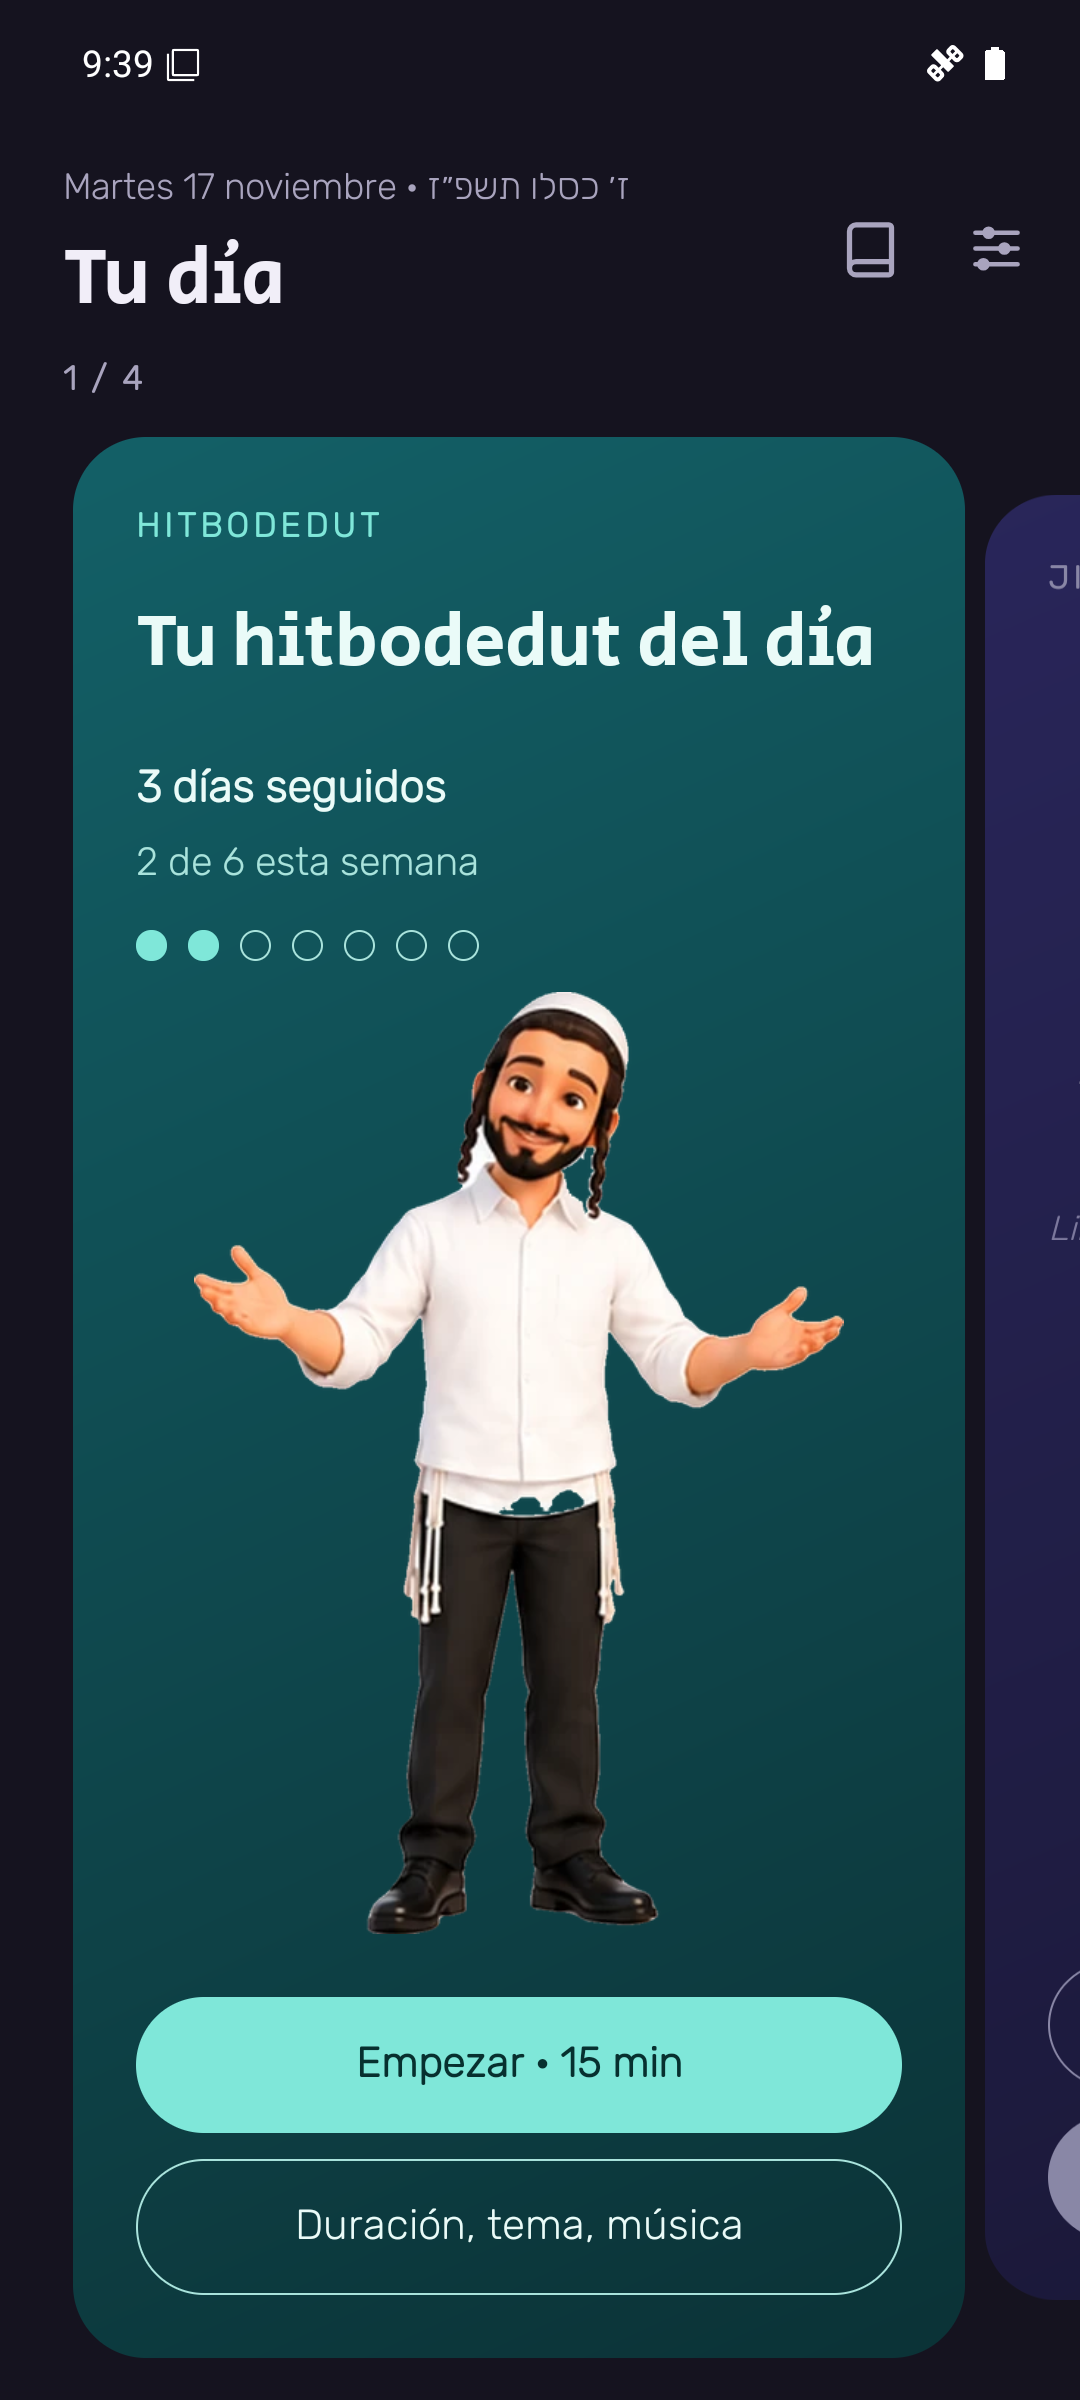 9:39
Martes 17 noviembre • ז׳ כסלו תשפ״ז
Tu día
1 / 4
HITBODEDUT
Tu hitbodedut del día
3 días seguidos
2 de 6 esta semana
Empezar • 15 min
Duración, tema, música